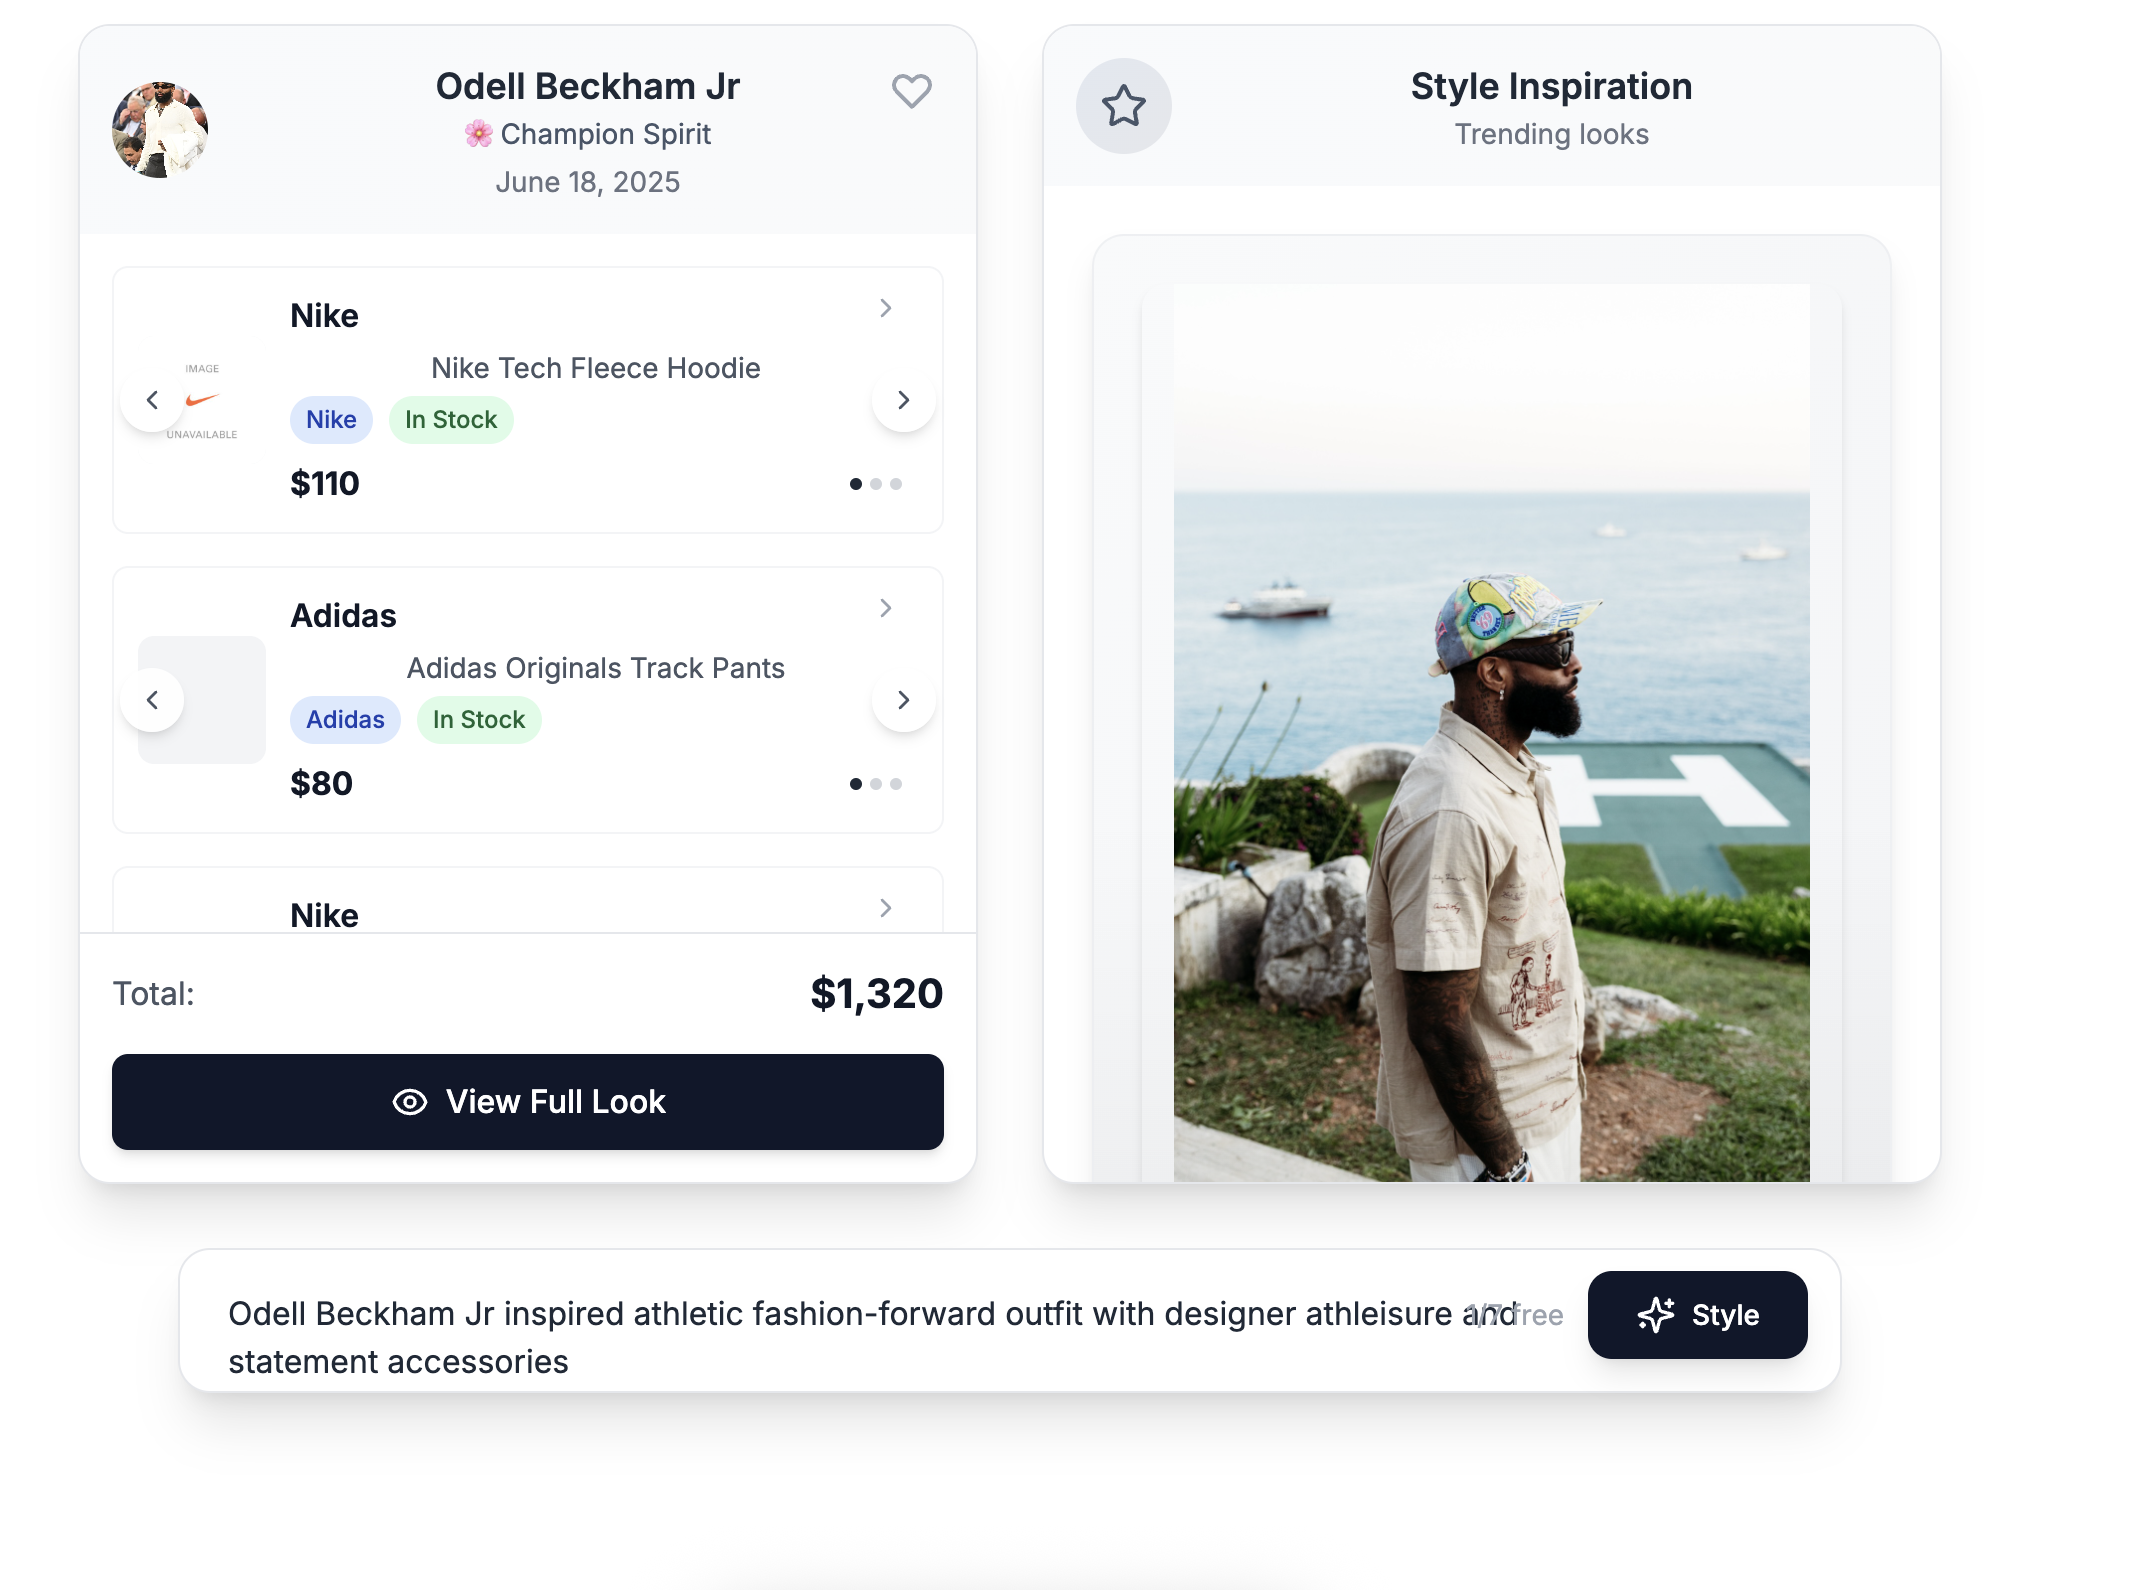 Odell Beckham Jr
🌸 Champion Spirit
June 18, 2025
Nike
Nike Tech Fleece Hoodie
IMAGE
UNAVAILABLE
Nike
In Stock
$110
Adidas
Adidas Originals Track Pants
Adidas
In Stock
$80
Nike
Total:
$1,320
View Full Look
Style Inspiration
Trending looks
H
Odell Beckham Jr inspired athletic fashion-forward outfit with designer athleisure and
statement accessories
1/7 free
Style